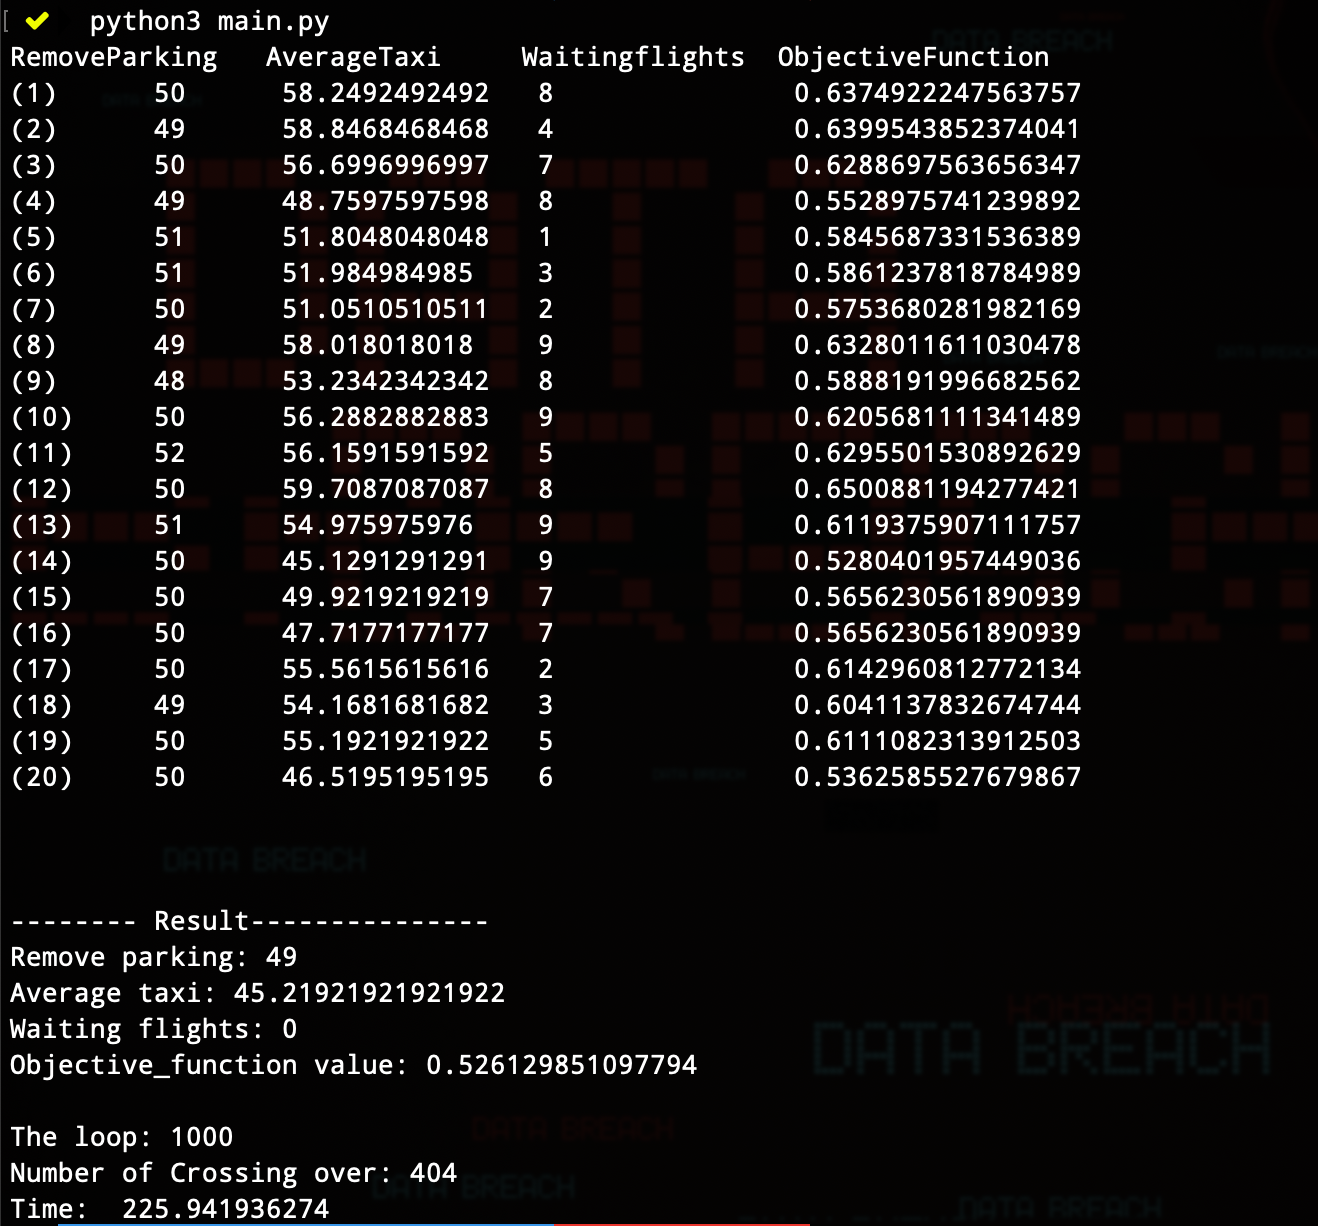 [ ✔ python3 main.py
RemoveParking AverageTaxi Waitingflights ObjectiveFunction
(1) 50 58.2492492492 8 0.6374922247563757
(2) 49 58.8468468468 4 0.6399543852374041
(3) 50 56.6996996997 7 0.6288697563656347
(4) 49 48.7597597598 8 0.5528975741239892
(5) 51 51.8048048048 1 0.5845687331536389
(6) 51 51.984984985 3 0.5861237818784989
(7) 50 51.0510510511 2 0.5753680281982169
(8) 49 58.018018018 9 0.6328011611030478
(9) 48 53.2342342342 8 0.5888191996682562
(10) 50 56.2882882883 9 0.6205681111341489
(11) 52 56.1591591592 5 0.6295501530892629
(12) 50 59.7087087087 8 0.6500881194277421
(13) 51 54.975975976 9 0.6119375907111757
(14) 50 45.1291291291 9 0.5280401957449036
(15) 50 49.9219219219 7 0.5656230561890939
(16) 50 47.7177177177 7 0.5656230561890939
(17) 50 55.5615615616 2 0.6142960812772134
(18) 49 54.1681681682 3 0.6041137832674744
(19) 50 55.1921921922 5 0.6111082313912503
(20) 50 46.5195195195 6 0.5362585527679867
DATA BREACH
-------- Result---------------
Remove parking: 49
Average taxi: 45.21921921921922
Waiting flights: 0
Objective_function value: 0.526129851097794
DATA BREACH
DATA BREACH
The loop: 1000
Number of Crossing over: 404
DATA BREACH
Time: 225.941936274
DATA BREACH